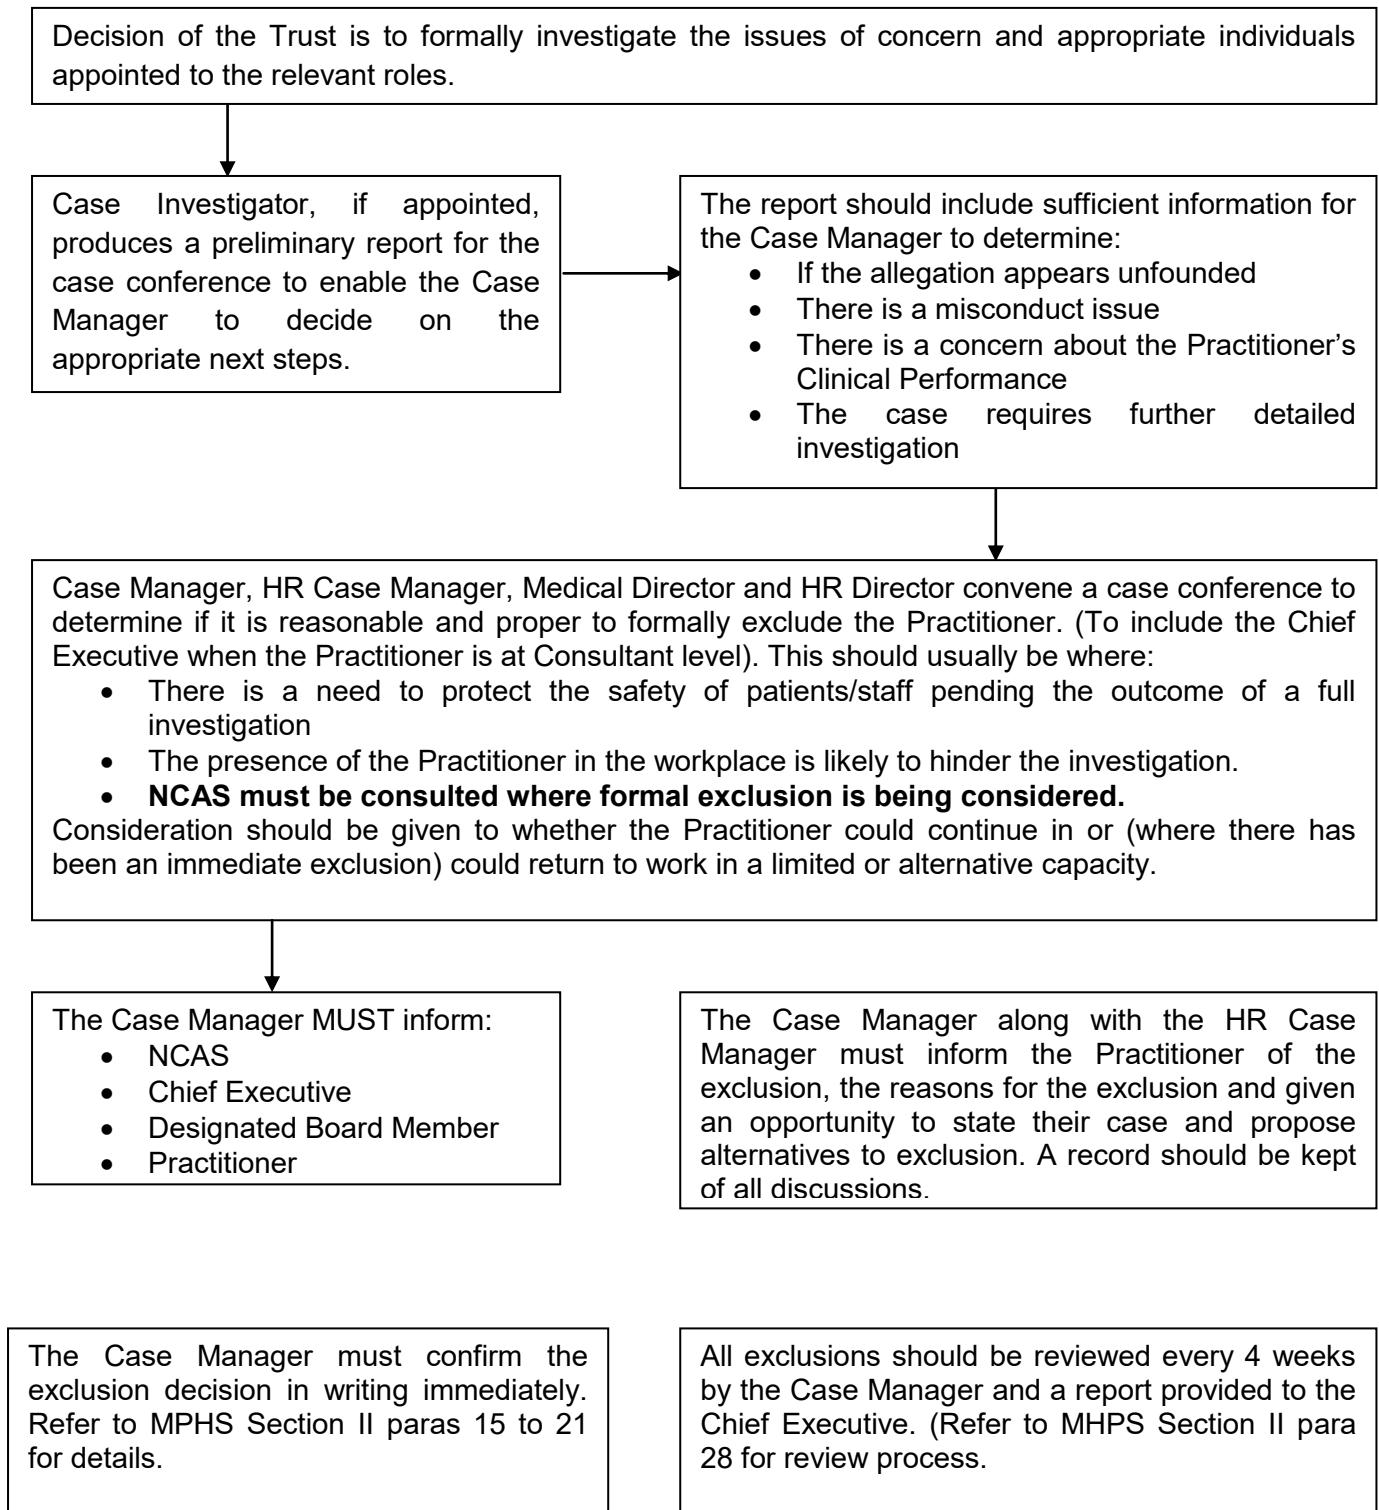 Decision of the Trust is to formally investigate the issues of concern and appropriate individuals
appointed to the relevant roles.
Case Investigator, if appointed,
produces a preliminary report for the
case conference to enable the Case
Manager to decide on the
appropriate next steps.
The report should include sufficient information for
the Case Manager to determine:
• If the allegation appears unfounded
• There is a misconduct issue
• There is a concern about the Practitioner’s
Clinical Performance
• The case requires further detailed
investigation
Case Manager, HR Case Manager, Medical Director and HR Director convene a case conference to
determine if it is reasonable and proper to formally exclude the Practitioner. (To include the Chief
Executive when the Practitioner is at Consultant level). This should usually be where:
• There is a need to protect the safety of patients/staff pending the outcome of a full
investigation
• The presence of the Practitioner in the workplace is likely to hinder the investigation.
• NCAS must be consulted where formal exclusion is being considered.
Consideration should be given to whether the Practitioner could continue in or (where there has
been an immediate exclusion) could return to work in a limited or alternative capacity.
The Case Manager MUST inform:
• NCAS
• Chief Executive
• Designated Board Member
• Practitioner
The Case Manager along with the HR Case
Manager must inform the Practitioner of the
exclusion, the reasons for the exclusion and given
an opportunity to state their case and propose
alternatives to exclusion. A record should be kept
of all discussions.
The Case Manager must confirm the
exclusion decision in writing immediately.
Refer to MPHS Section II paras 15 to 21
for details.
All exclusions should be reviewed every 4 weeks
by the Case Manager and a report provided to the
Chief Executive. (Refer to MHPS Section II para
28 for review process.